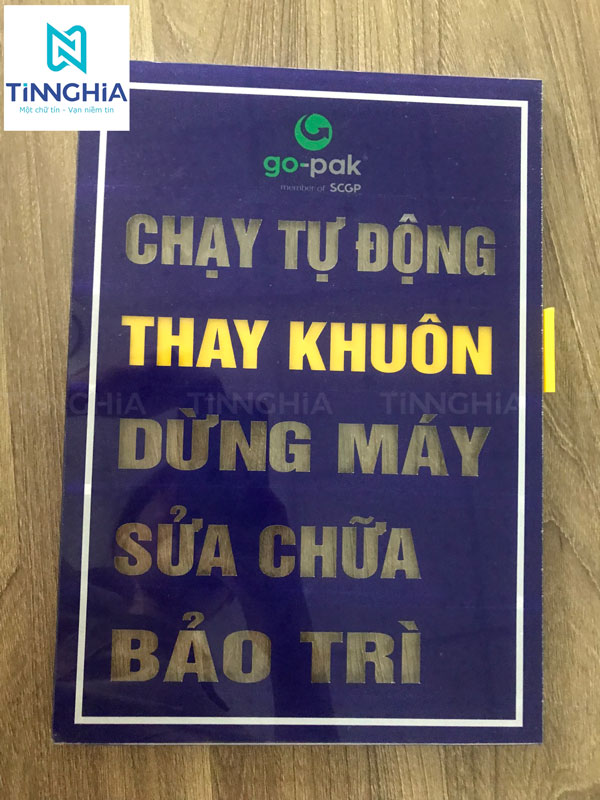 TiNNGHiA
Một chữ tín - Vạn niềm tin
go-pak®
member of SCGP
CHẠY TỰ ĐỘNG
THAY KHUÔN
TiNNGHiA TiNNGHiA TiNNGHiA
DỪNG MÁY
SỬA CHỮA
BẢO TRÌ